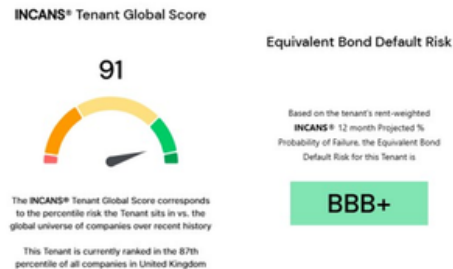 INCANS® Tenant Global Score
91
The INCANS® Tenant Global Score corresponds
to the percentile risk the Tenant sits in vs. the
global universe of companies over recent history
This Tenant is currently ranked in the 87th
percentile of all companies in United Kingdom
Equivalent Bond Default Risk
Based on the tenant's rent-weighted
INCANS® 12 month Projected %
Probability of Failure, the Equivalent Bond
Default Risk for this Tenant is
BBB+